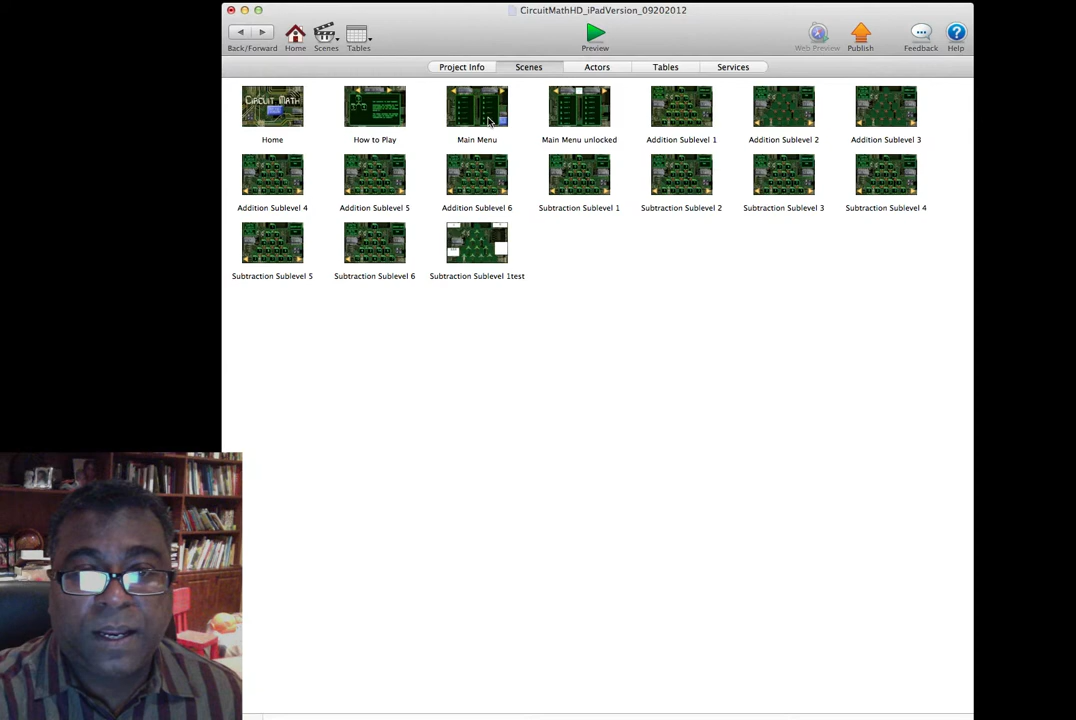 CircuitMathHD_iPadVersion_09202012
Back/Forward Home Scenes Tables Preview Web Preview Publish Feedback Help
Project Info Scenes Actors Tables Services
CIRCUIT MATH
Home How to Play Main Menu Main Menu unlocked Addition Sublevel 1 Addition Sublevel 2 Addition Sublevel 3
Addition Sublevel 4 Addition Sublevel 5 Addition Sublevel 6 Subtraction Sublevel 1 Subtraction Sublevel 2 Subtraction Sublevel 3 Subtraction Sublevel 4
Subtraction Sublevel 5 Subtraction Sublevel 6 Subtraction Sublevel 1test